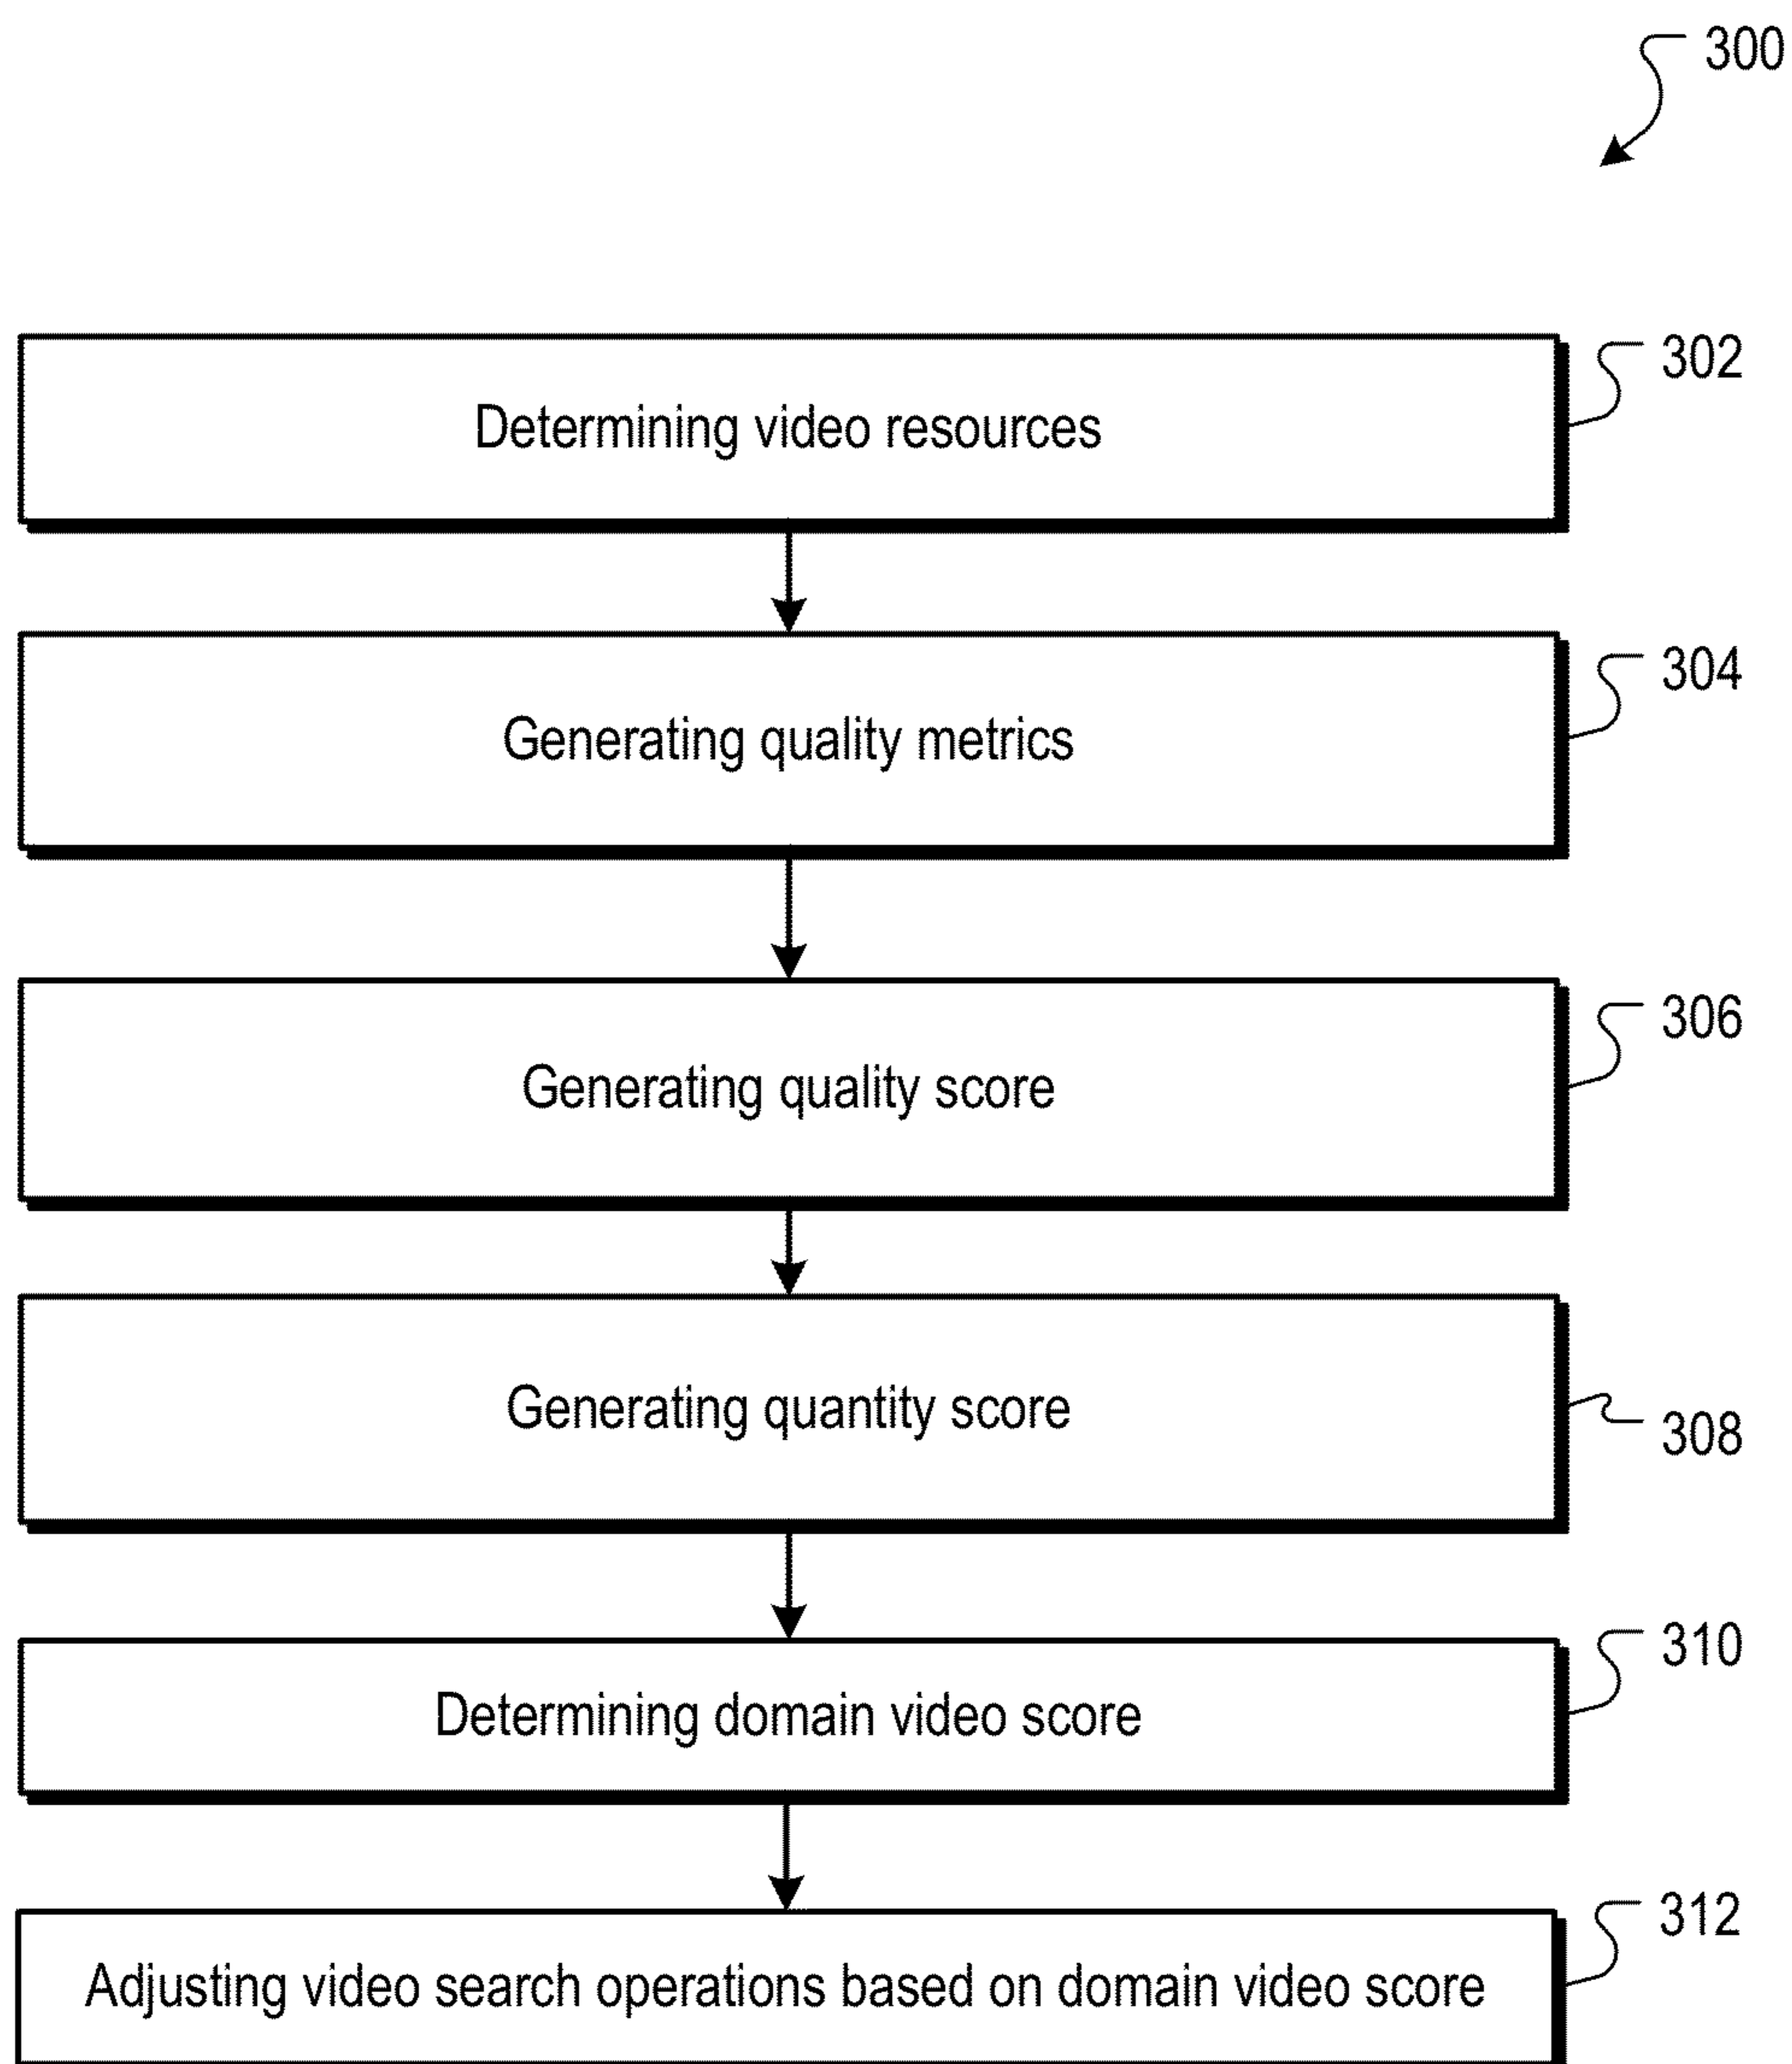 300
Determining video resources
302
Generating quality metrics
304
Generating quality score
306
Generating quantity score
308
Determining domain video score
310
Adjusting video search operations based on domain video score
312